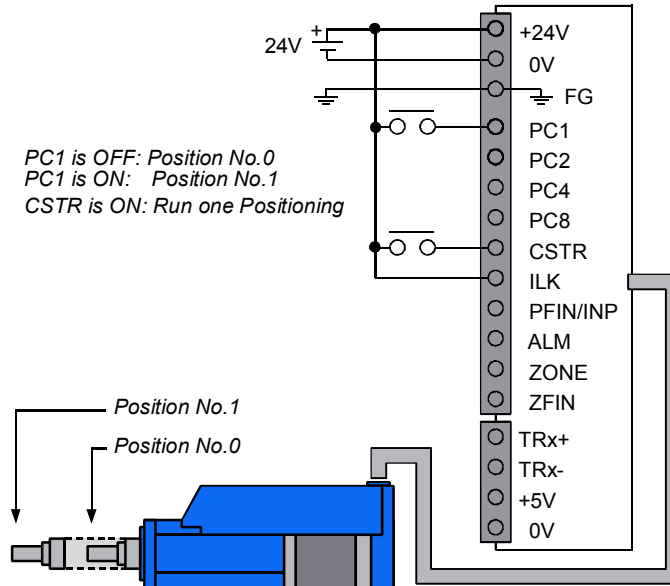 +
24V
+24V
0V
FG
PC1
PC2
PC4
PC8
CSTR
ILK
PFIN/INP
ALM
ZONE
ZFIN
TRx+
TRx-
+5V
0V
PC1 is OFF: Position No.0
PC1 is ON: Position No.1
CSTR is ON: Run one Positioning
Position No.1
Position No.0